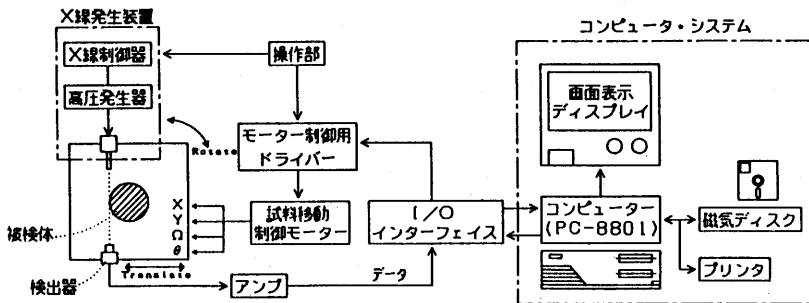 X線発生装置
X線制御器
高圧発生器
操作部
Rotate
モーター制御用
ドライバー
試料移動
制御モーター
X
Y
Ω
θ
被検体
検出器
Translate
アンプ
データ
I/O
インターフェイス
コンピュータ・システム
画面表示
ディスプレイ
コンピューター
(PC-8801)
磁気ディスク
プリンタ